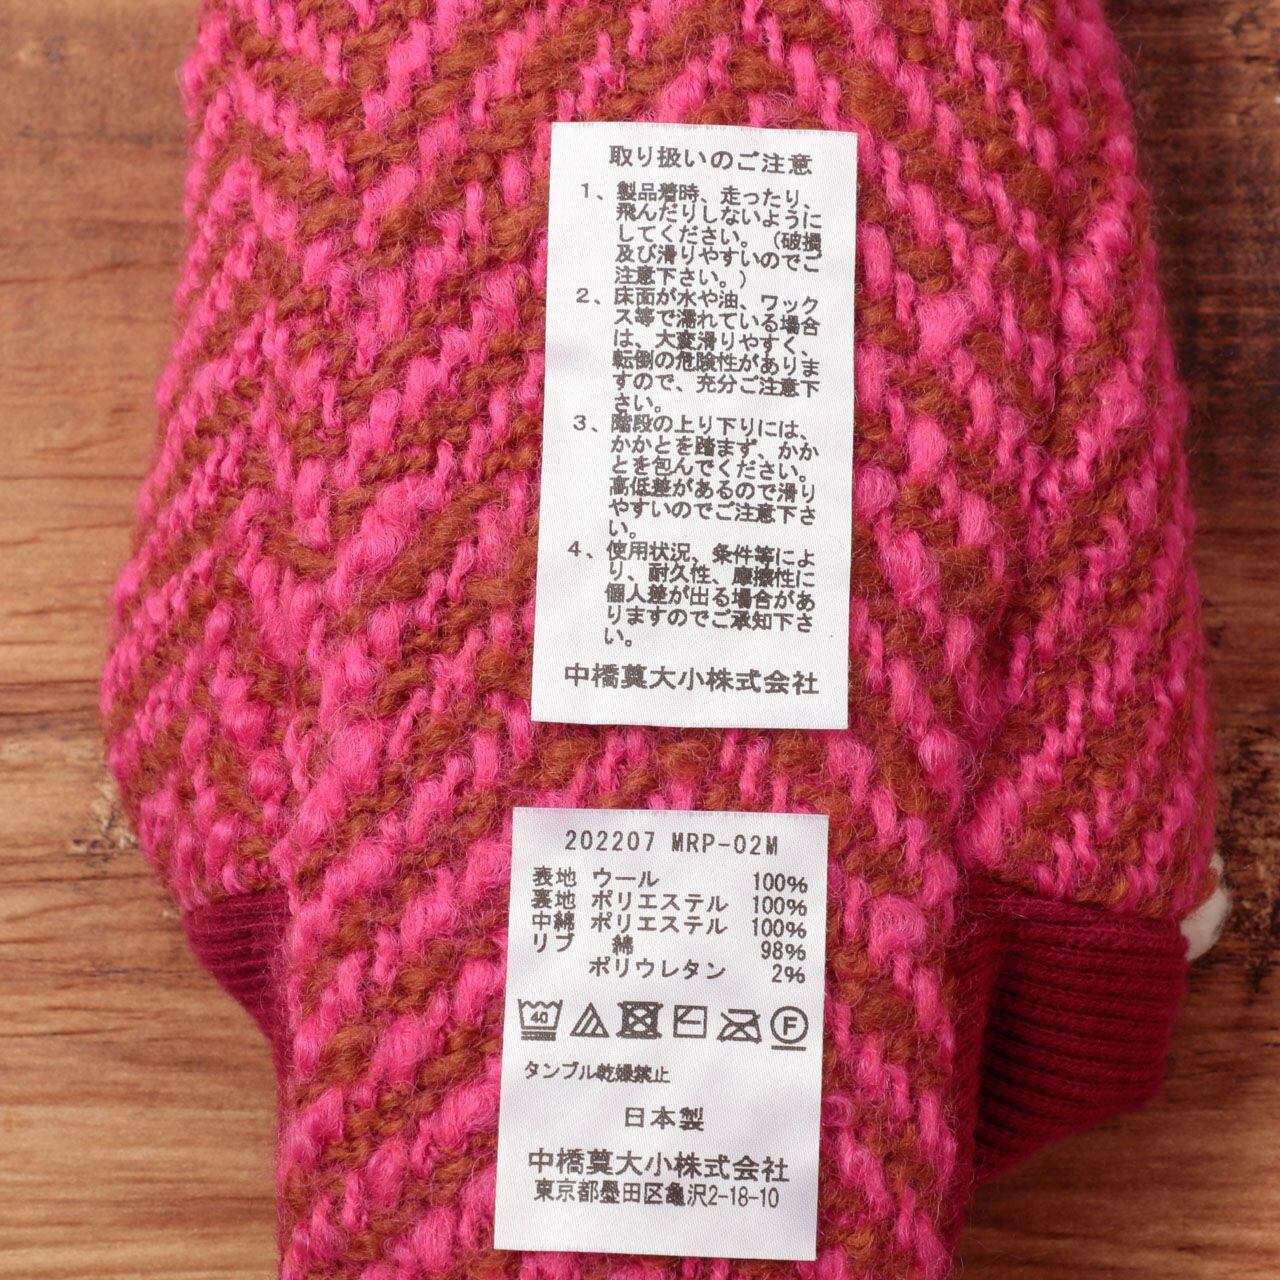 取り扱いのご注意
1、製品着時、走ったり、
飛んだりしないように
してください。（破損
及び滑りやすいのでご
注意下さい。）
2、床面が水や油、ワック
ス等で濡れている場合
は、大変滑りやすく、
転倒の危険性がありま
すので、充分ご注意下
さい。
3、階段の上り下りには、
かかとを踏まず、かか
とを包んでください。
高低差があるので滑り
やすいのでご注意下さ
い。
4、使用状況、条件等によ
り、耐久性、摩擦性に
個人差が出る場合があ
りますのでご承知下さ
い。
中橋莫大小株式会社
202207 MRP-02M
表地 ウール 100%
裏地 ポリエステル 100%
中綿 ポリエステル 100%
リブ 綿 98%
ポリウレタン 2%
40 F
タンブル乾燥禁止
日本製
中橋莫大小株式会社
東京都墨田区亀沢2-18-10